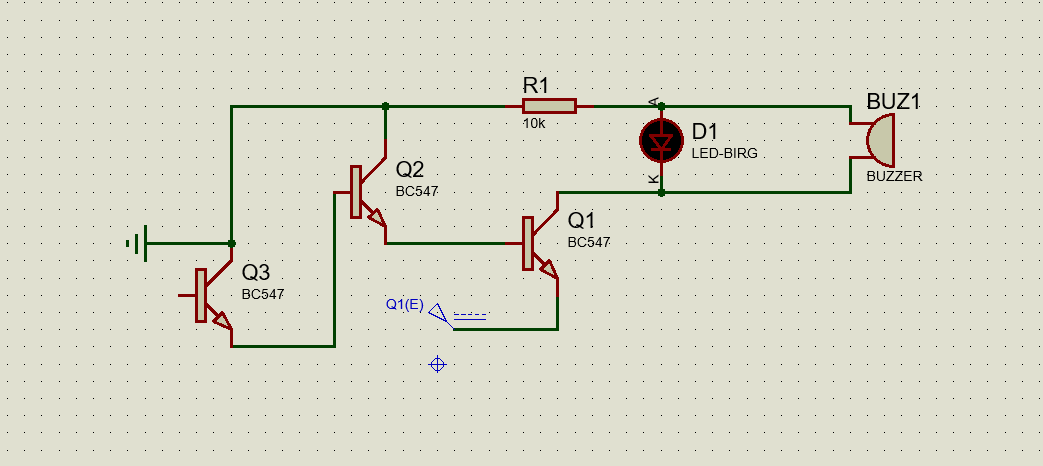 R1
10k
A
D1
LED-BIRG
K
BUZ1
BUZZER
Q2
BC547
Q1
BC547
Q3
BC547
Q1(E)